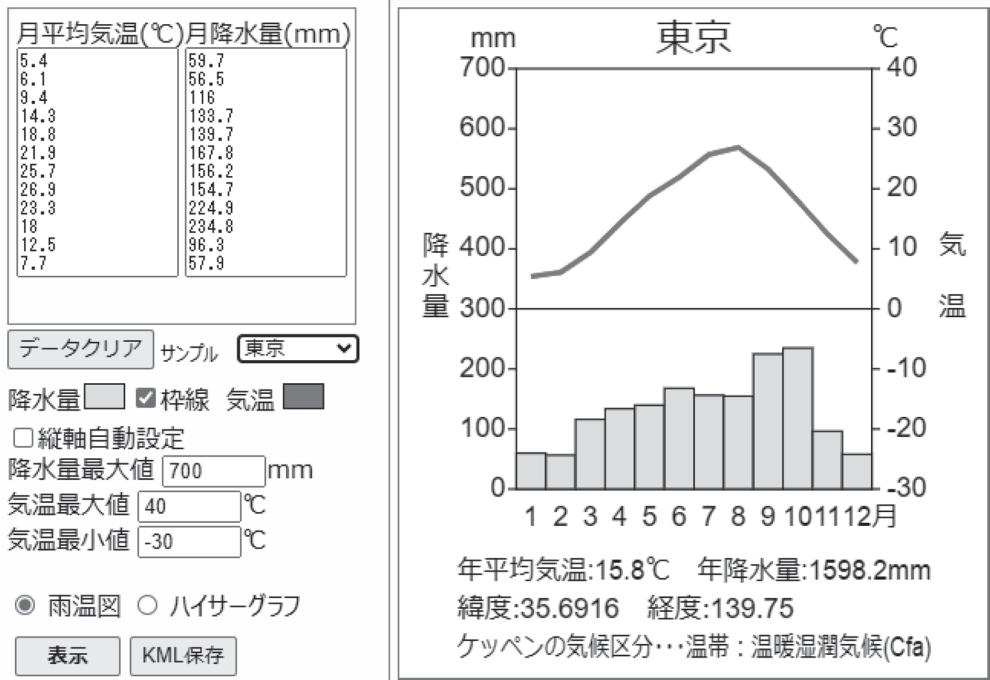 月平均気温(℃)月降水量(mm)
5.4 59.7
6.1 56.5
9.4 116
14.3 133.7
18.8 139.7
21.9 167.8
25.7 156.2
26.9 154.7
23.3 224.9
18 234.8
12.5 96.3
7.7 57.9
データクリア サンプル 東京
降水量 枠線 気温
縦軸自動設定
降水量最大値 700 mm
気温最大値 40 ℃
気温最小値 -30 ℃
雨温図 ハイサーグラフ
表示 KML保存
mm 東京 ℃
700 40
600 30
500 20
400 10
300 0
200 -10
100 -20
0 -30
降水量
気温
1 2 3 4 5 6 7 8 9 10 11 12月
年平均気温:15.8℃ 年降水量:1598.2mm
緯度:35.6916 経度:139.75
ケッペンの気候区分･･･温帯：温暖湿潤気候(Cfa)